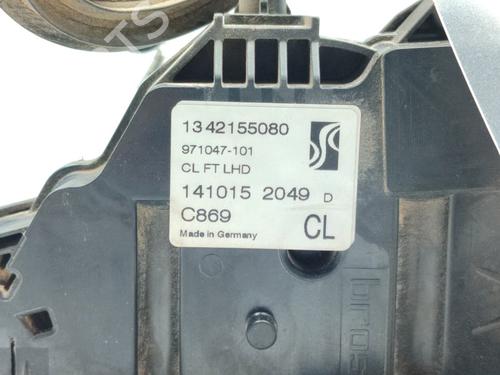 1342155080
971047-101
CL FT LHD
141015 2049 D
C869
Made in Germany
CL